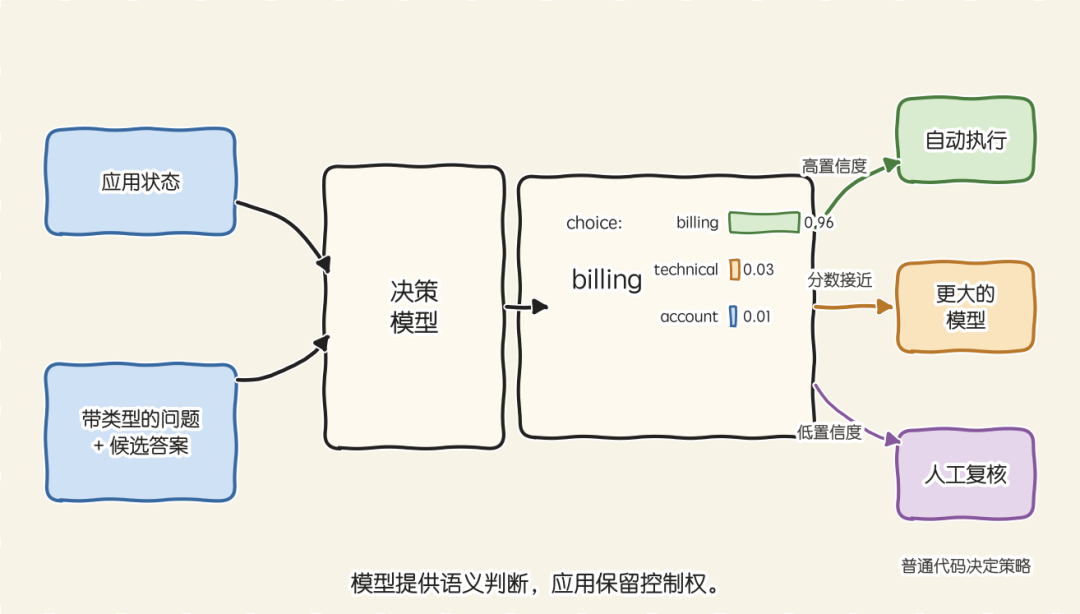 应用状态
带类型的问题
+ 候选答案
决策
模型
choice:
billing
billing 0.96
technical 0.03
account 0.01
高置信度
自动执行
分数接近
更大的
模型
低置信度
人工复核
普通代码决定策略
模型提供语义判断，应用保留控制权。